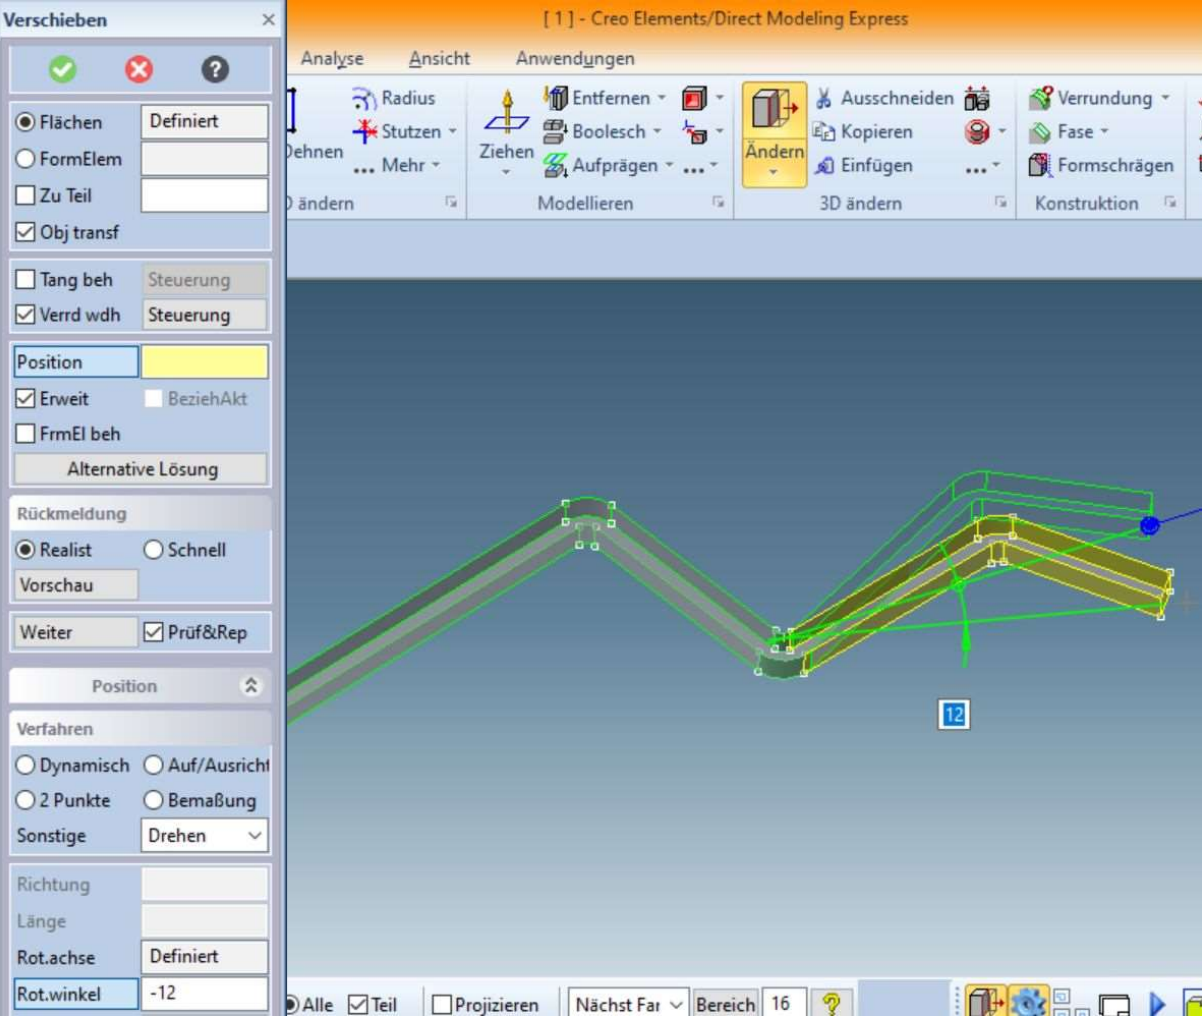 Verschieben
[ 1 ] - Creo Elements/Direct Modeling Express
Analyse Ansicht Anwendungen
Flächen Definiert
FormElem
Zu Teil
Obj transf
Radius
Stutzen
Mehr
Ziehen
Entfernen
Boolesch
Aufprägen
Ändern
Ausschneiden
Kopieren
Einfügen
Verrundung
Fase
Formschrägen
ändern Modellieren 3D ändern Konstruktion
Tang beh Steuerung
Verrd wdh Steuerung
Position
Erweit BeziehAkt
FrmEl beh
Alternative Lösung
Rückmeldung
Realist Schnell
Vorschau
Weiter Prüf&Rep
Position
Verfahren
Dynamisch Auf/Ausricht
2 Punkte Bemaßung
Sonstige Drehen
Richtung
Länge
Rot.achse Definiert
Rot.winkel -12
12
Alle Teil Projizieren Nächst Far Bereich 16